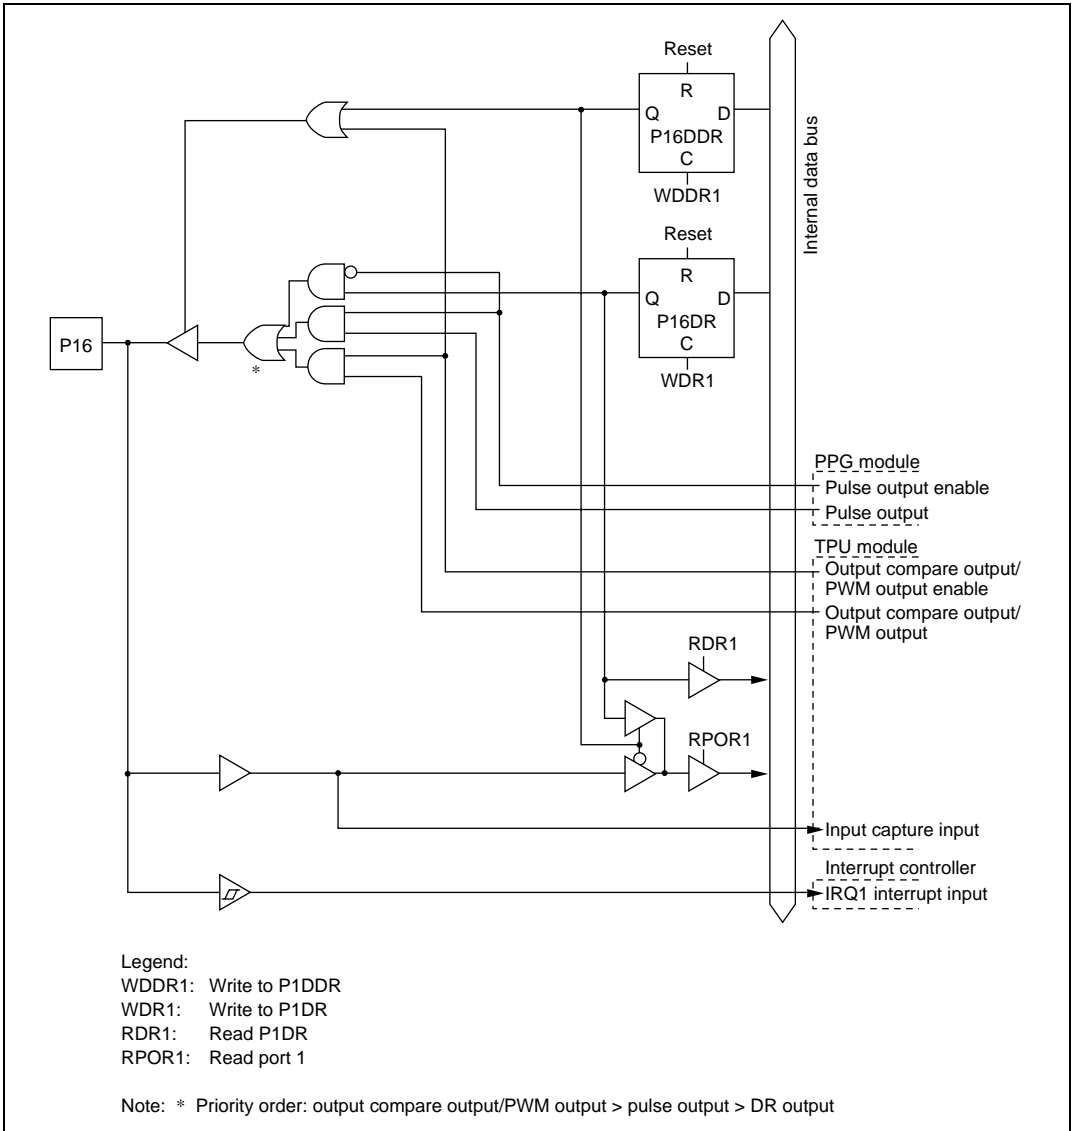 Reset
R
Q D
P16DDR
C
WDDR1
Internal data bus
Reset
R
Q D
P16DR
C
WDR1
P16
*
PPG module
Pulse output enable
Pulse output
TPU module
Output compare output/
PWM output enable
Output compare output/
PWM output
RDR1
RPOR1
Input capture input
Interrupt controller
IRQ1 interrupt input
Legend:
WDDR1: Write to P1DDR
WDR1: Write to P1DR
RDR1: Read P1DR
RPOR1: Read port 1
Note: * Priority order: output compare output/PWM output > pulse output > DR output